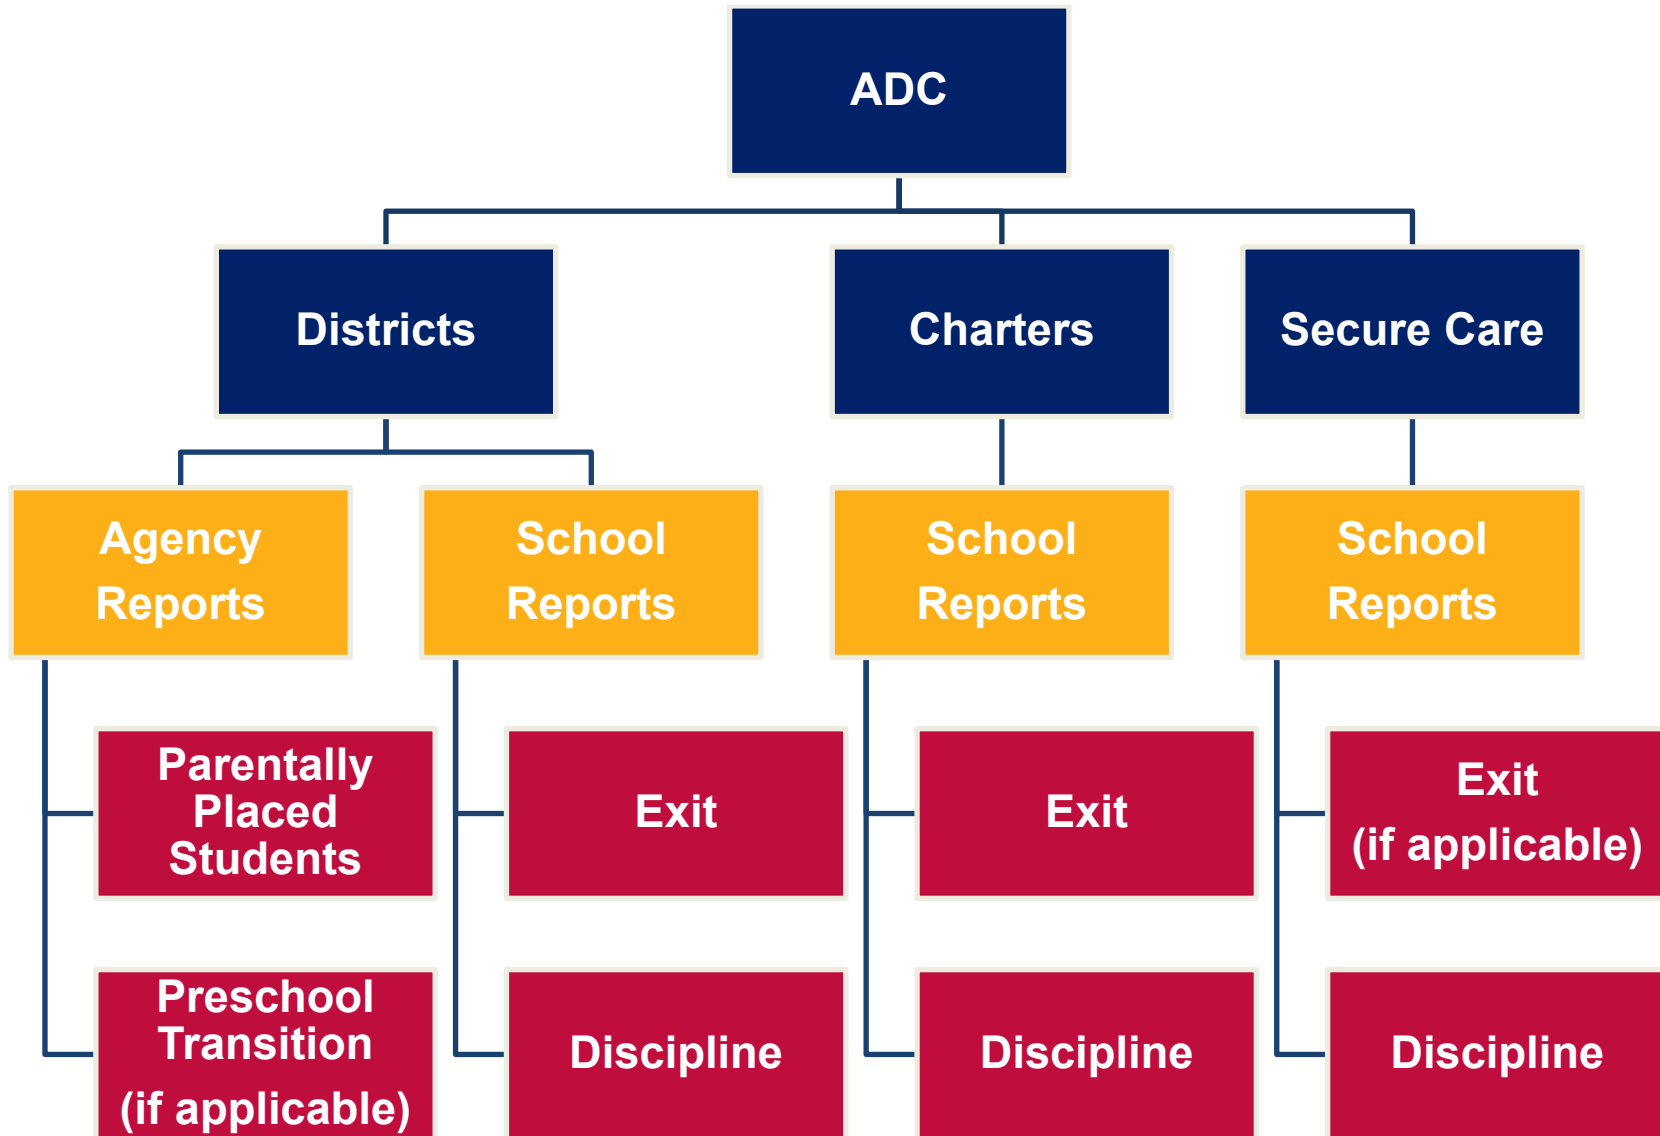 ADC
Districts
Charters
Secure Care
Agency
Reports
School
Reports
School
Reports
School
Reports
Parentally
Placed
Students
Exit
Exit
Exit
(if applicable)
Preschool
Transition
(if applicable)
Discipline
Discipline
Discipline